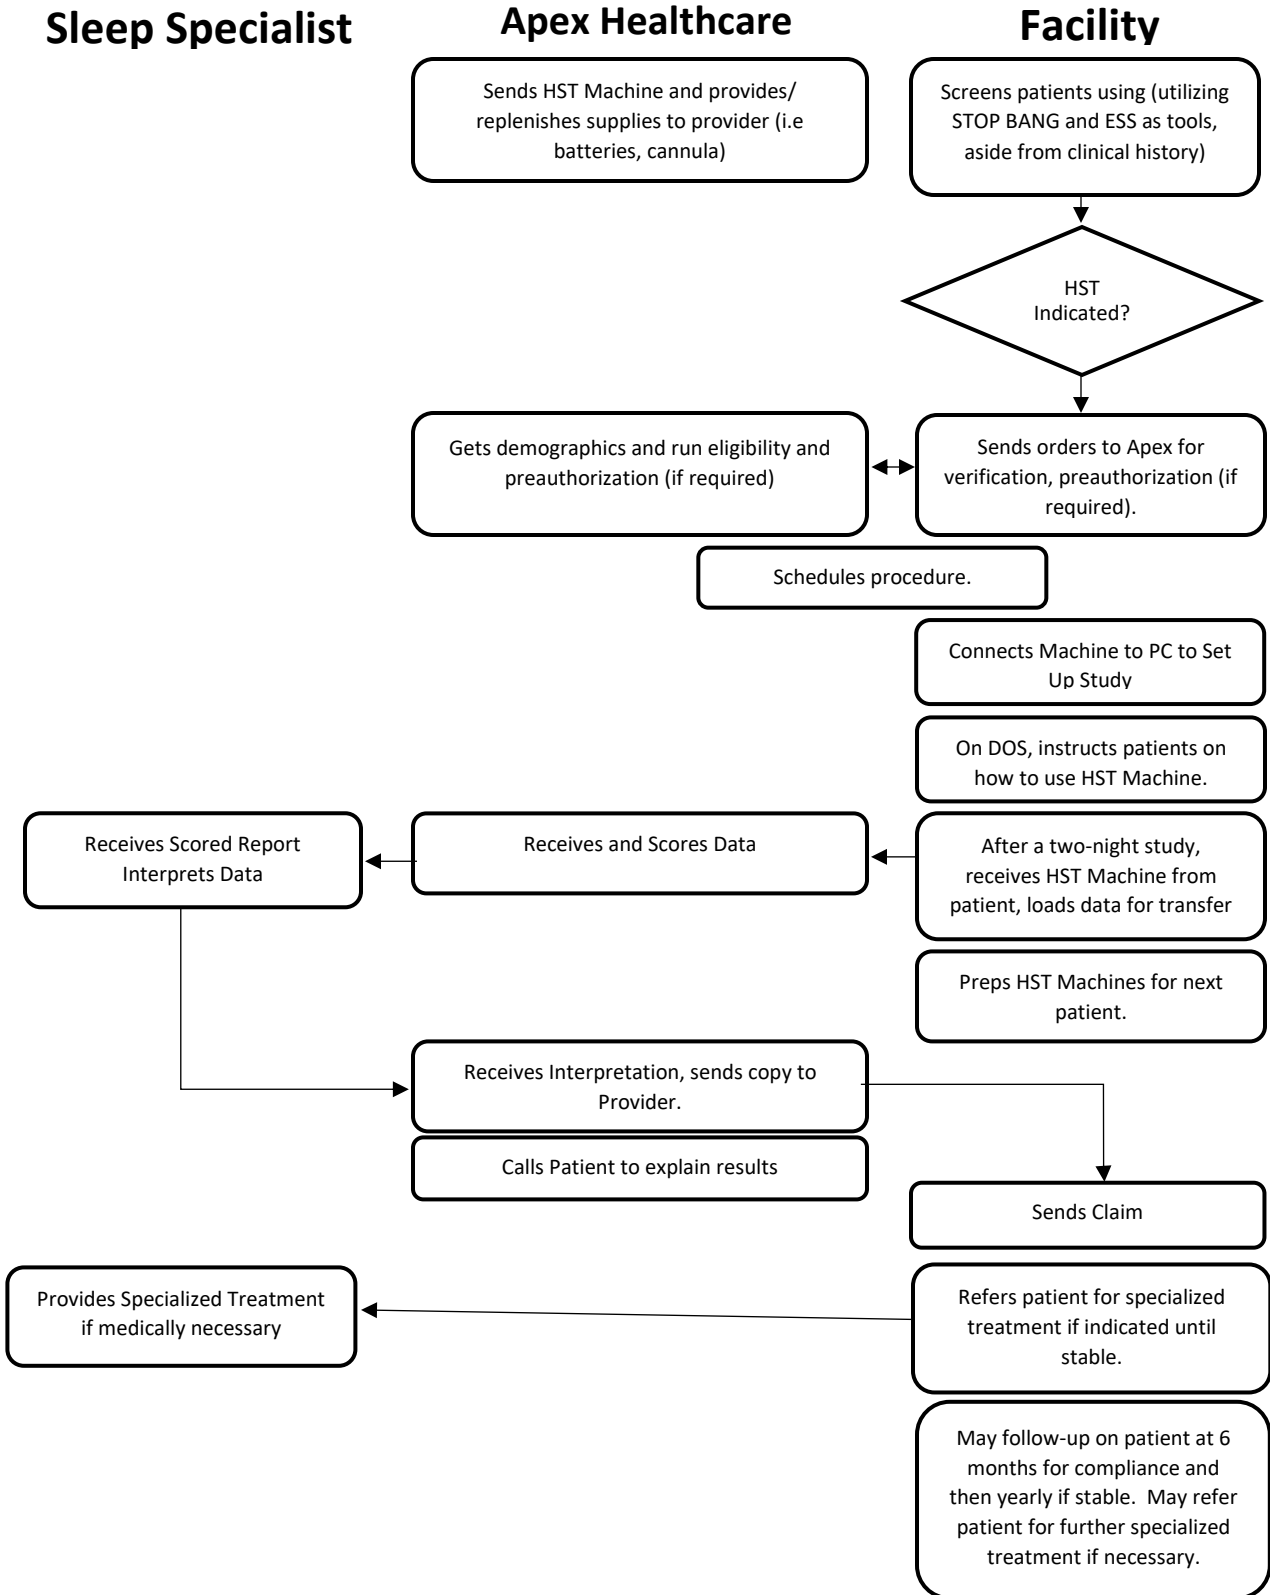 Sleep Specialist
Apex Healthcare
Facility
Sends HST Machine and provides/
replenishes supplies to provider (i.e
batteries, cannula)
Screens patients using (utilizing
STOP BANG and ESS as tools,
aside from clinical history)
HST
Indicated?
Gets demographics and run eligibility and
preauthorization (if required)
Sends orders to Apex for
verification, preauthorization (if
required).
Schedules procedure.
Connects Machine to PC to Set
Up Study
On DOS, instructs patients on
how to use HST Machine.
Receives Scored Report
Interprets Data
Receives and Scores Data
After a two-night study,
receives HST Machine from
patient, loads data for transfer
Preps HST Machines for next
patient.
Receives Interpretation, sends copy to
Provider.
Calls Patient to explain results
Sends Claim
Provides Specialized Treatment
if medically necessary
Refers patient for specialized
treatment if indicated until
stable.
May follow-up on patient at 6
months for compliance and
then yearly if stable.  May refer
patient for further specialized
treatment if necessary.